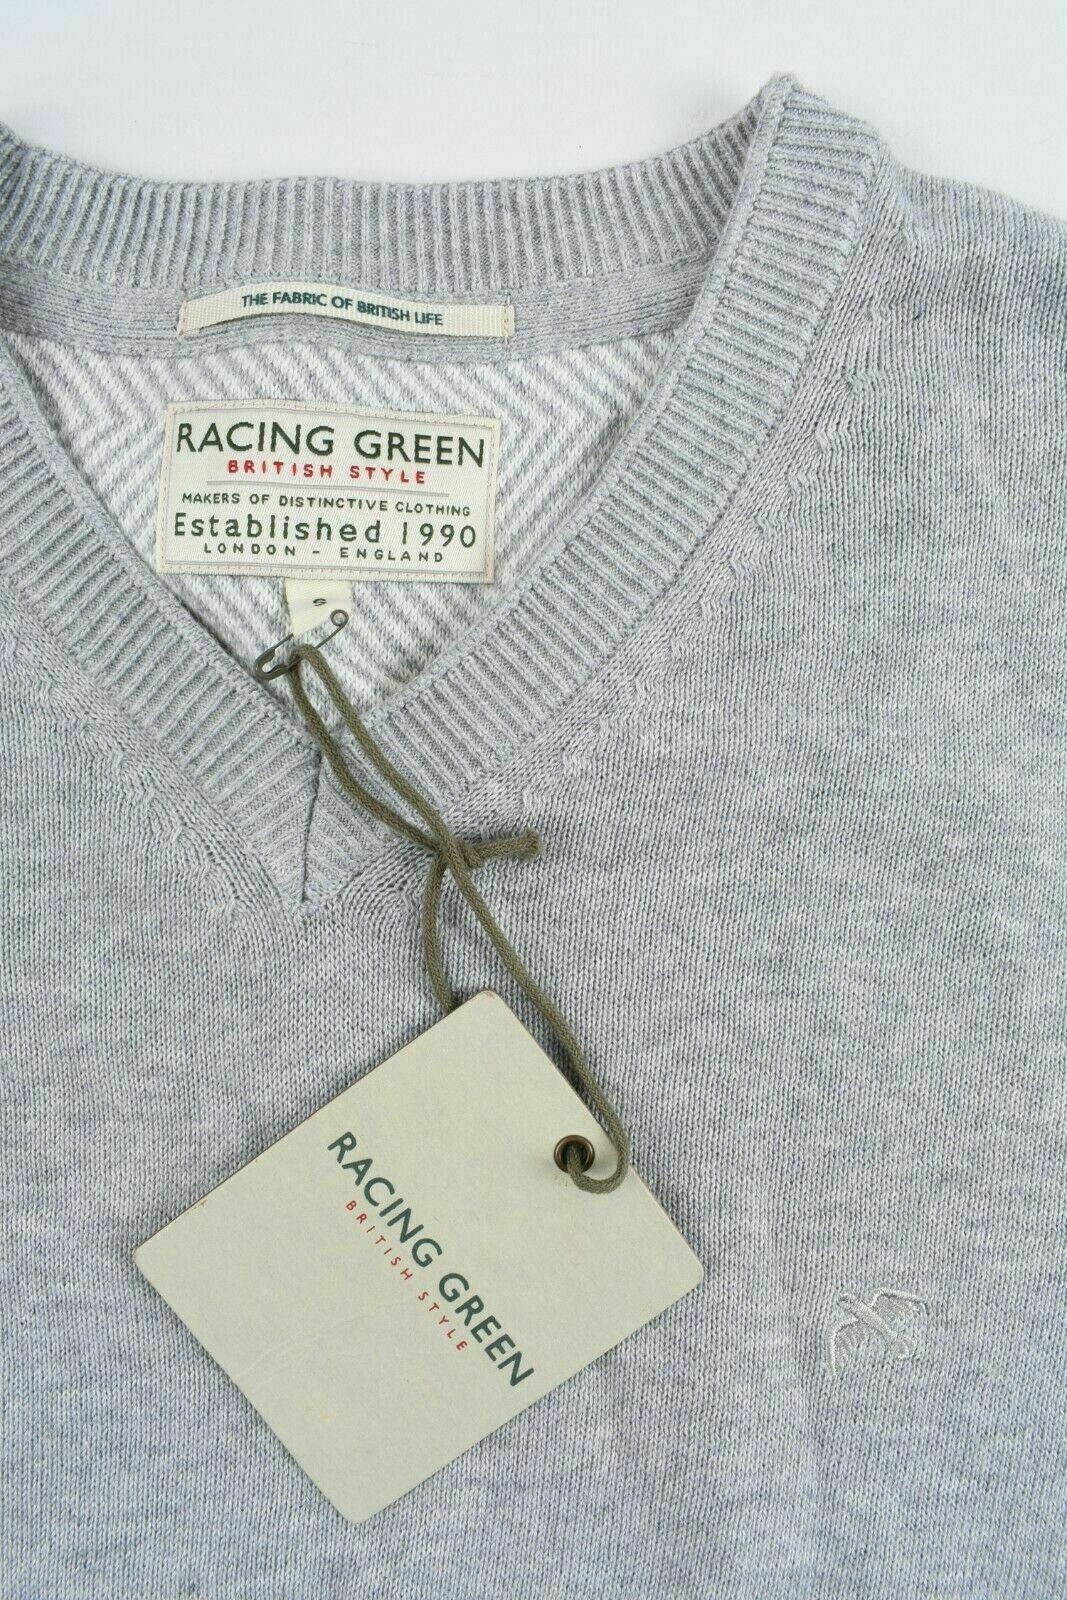 THE FABRIC OF BRITISH LIFE
RACING GREEN
BRITISH STYLE
MAKERS OF DISTINCTIVE CLOTHING
Established 1990
LONDON - ENGLAND
S
RACING GREEN
BRITISH STYLE